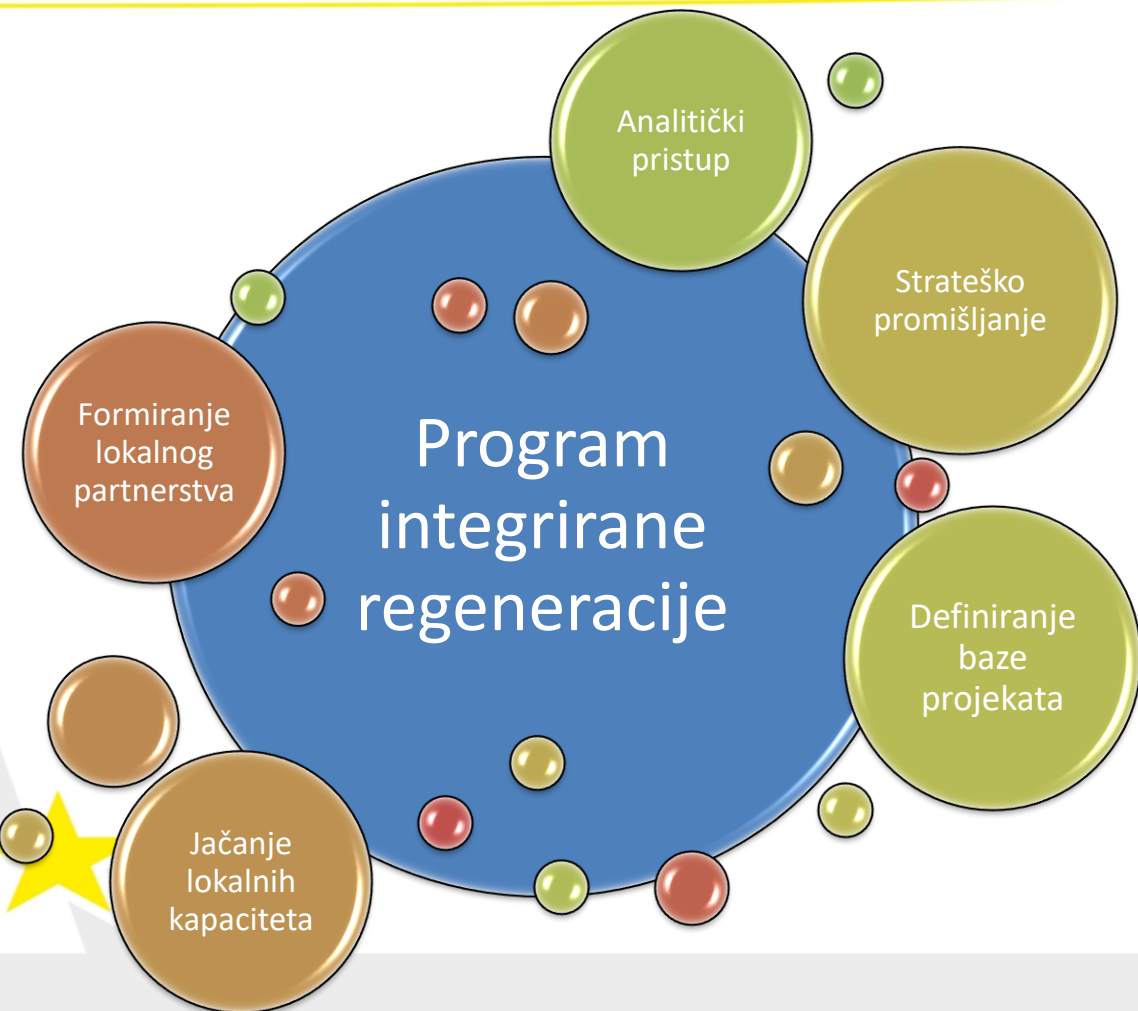 Analitički
pristup
Strateško
promišljanje
Formiranje
lokalnog
partnerstva
Program
integrirane
regeneracije
Definiranje
baze
projekata
Jačanje
lokalnih
kapaciteta